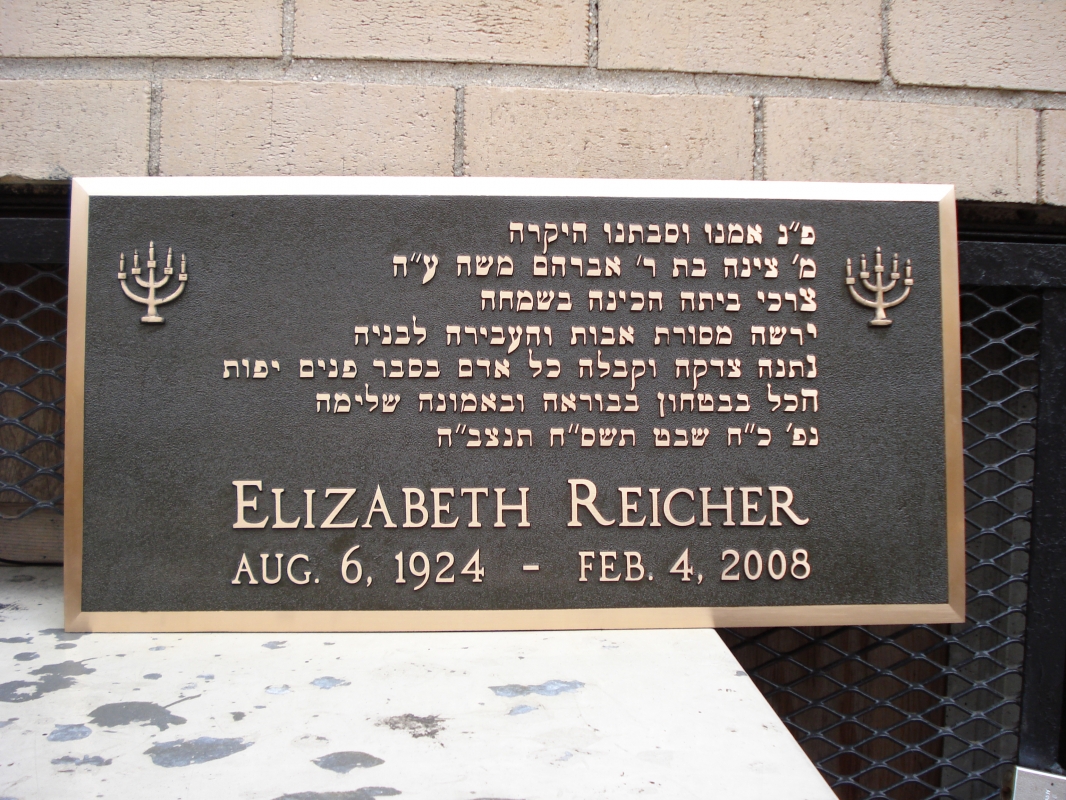 פ״נ אמנו וסבתנו היקרה
מ׳ צינה בת ר׳ אברהם משה ע״ה
צרכי ביתה הכינה בשמחה
ירשה מסורת אבות והעבירה לבניה
נתנה צדקה וקבלה כל אדם בסבר פנים יפות
הכל בבטחון בבוראה ובאמונה שלימה
נפ׳ כ״ח שבט תשס״ח תנצב״ה
ELIZABETH REICHER
AUG. 6, 1924 - FEB. 4, 2008